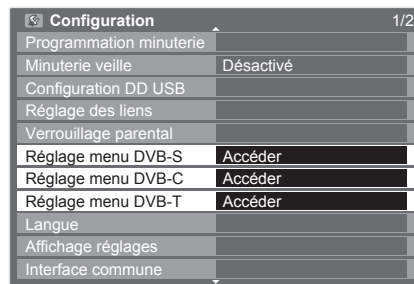 Configuration 1/2
Programmation minuterie
Minuterie veille Désactivé
Configuration DD USB
Réglage des liens
Verrouillage parental
Réglage menu DVB-S Accéder
Réglage menu DVB-C Accéder
Réglage menu DVB-T Accéder
Langue
Affichage réglages
Interface commune